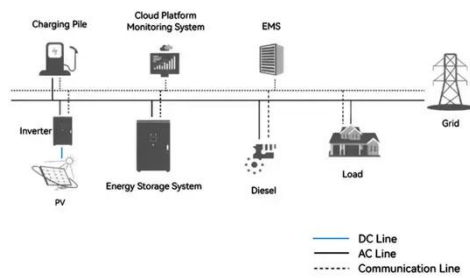 Cloud Platform
Monitoring System
Charging Pile
EMS
Grid
Inverter
Energy Storage System
Diesel
Load
PV
DC Line
AC Line
Communication Line